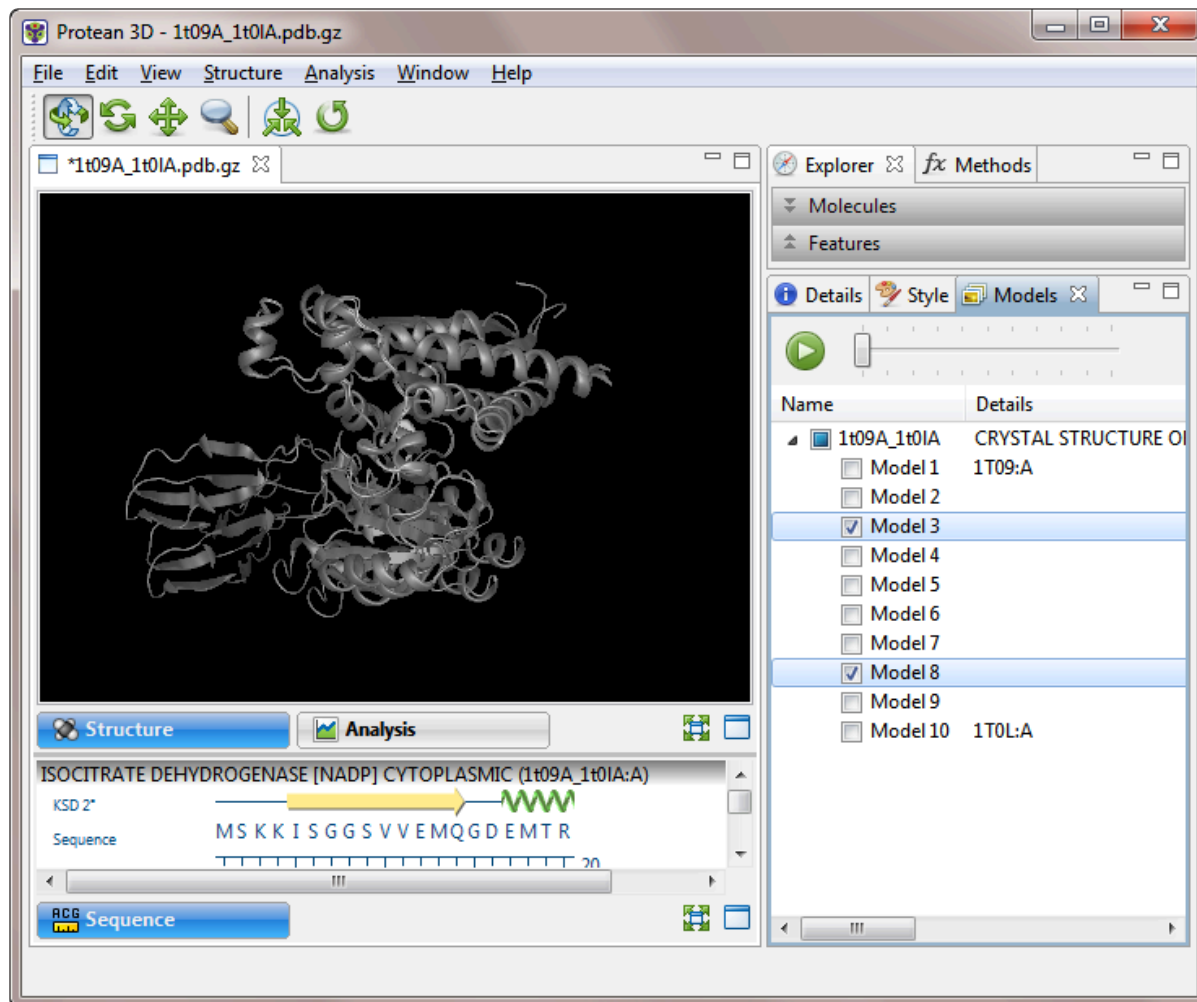 Protean 3D - 1t09A_1t0lA.pdb.gz
File Edit View Structure Analysis Window Help
*1t09A_1t0lA.pdb.gz
Explorer fx Methods
Molecules
Features
Details Style Models
Name Details
1t09A_1t0lA CRYSTAL STRUCTURE O
Model 1 1T09:A
Model 2
Model 3
Model 4
Model 5
Model 6
Model 7
Model 8
Model 9
Model 10 1T0L:A
Structure Analysis
ISOCITRATE DEHYDROGENASE [NADP] CYTOPLASMIC (1t09A_1t0lA:A)
KSD 2°
Sequence M S K K I S G G S V V E M Q G D E M T R
20
ACG Sequence